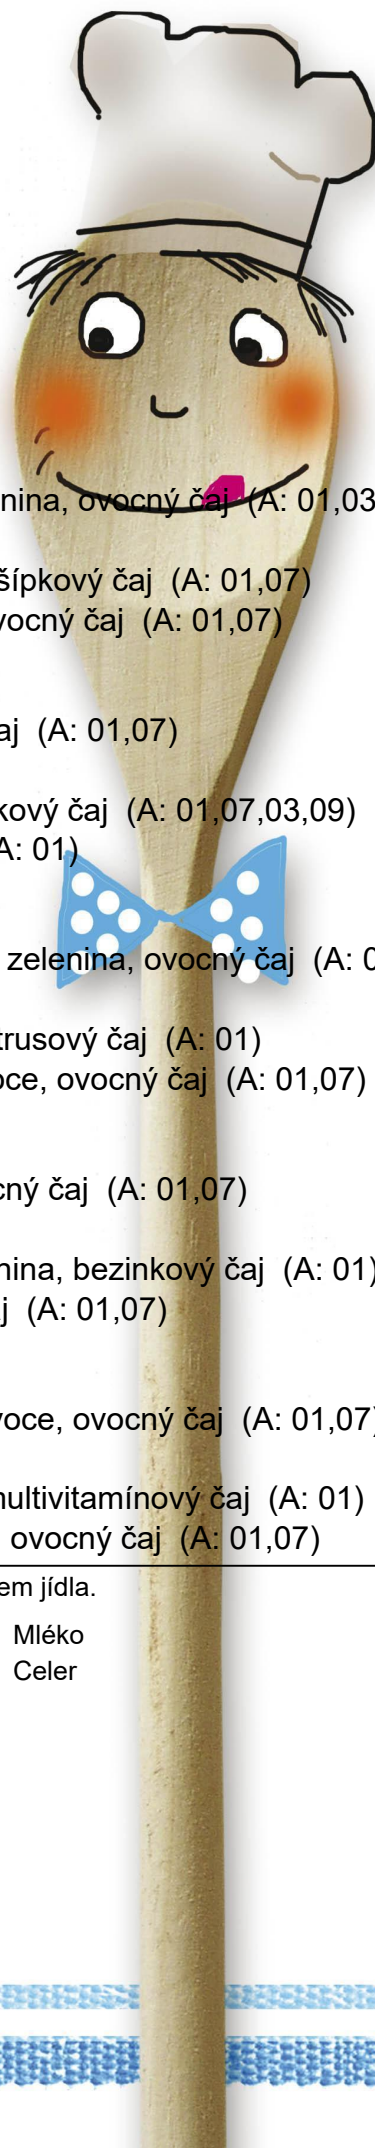 nina, ovocný čaj (A: 01,03
šípkový čaj (A: 01,07)
vocný čaj (A: 01,07)
aj (A: 01,07)
kový čaj (A: 01,07,03,09)
A: 01)
zelenina, ovocný čaj (A: 0
trusový čaj (A: 01)
oce, ovocný čaj (A: 01,07)
cný čaj (A: 01,07)
nina, bezinkový čaj (A: 01)
j (A: 01,07)
voce, ovocný čaj (A: 01,07)
multivitamínový čaj (A: 01)
ovocný čaj (A: 01,07)
em jídla.
Mléko
Celer